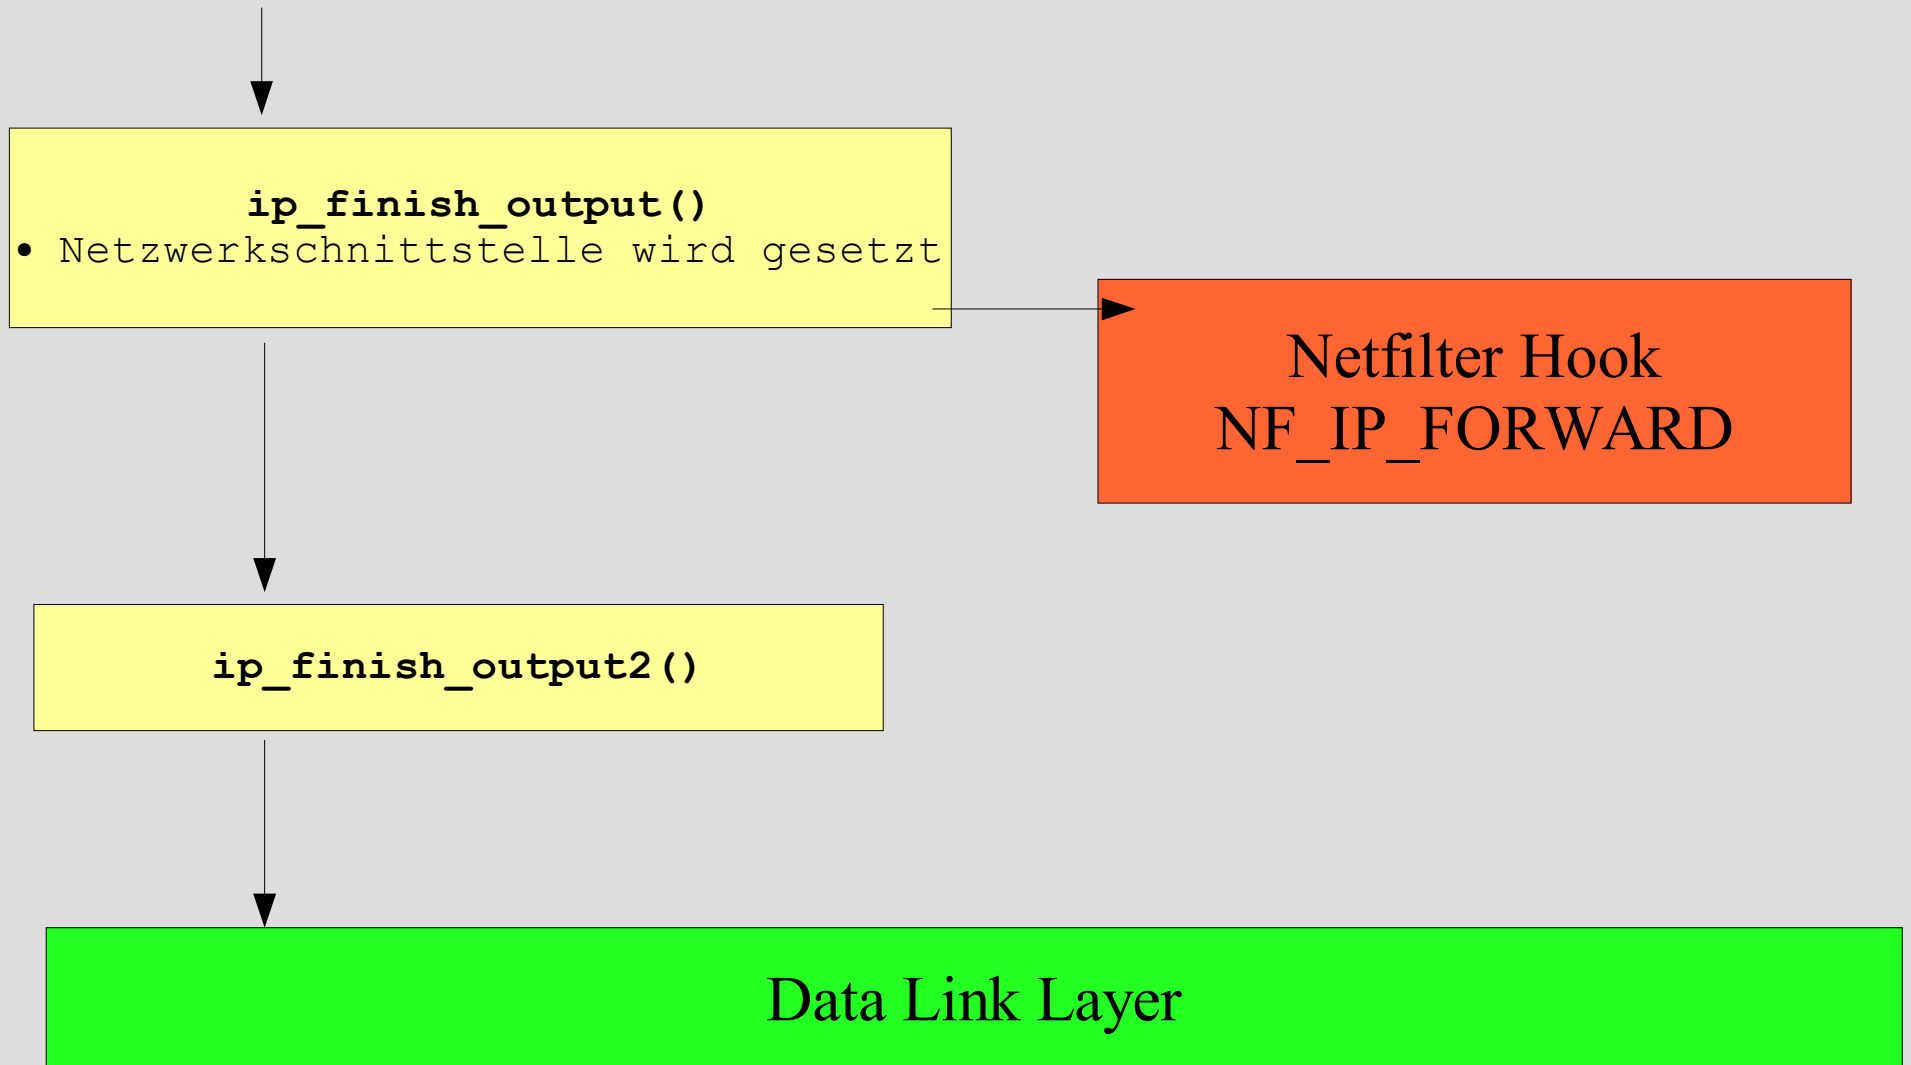 ip_finish_output()
• Netzwerkschnittstelle wird gesetzt
Netfilter Hook
NF_IP_FORWARD
ip_finish_output2()
Data Link Layer